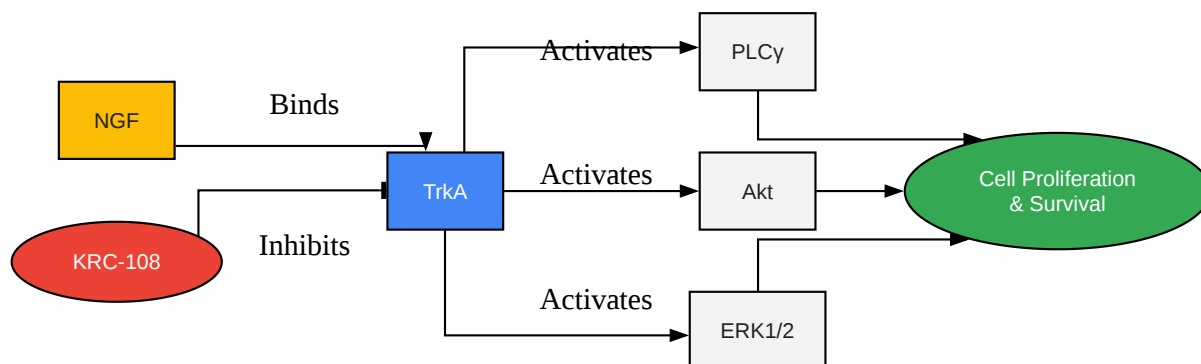 NGF
Binds
KRC-108
Inhibits
TrkA
Activates
PLCγ
Activates
Akt
Activates
ERK1/2
Cell Proliferation
& Survival